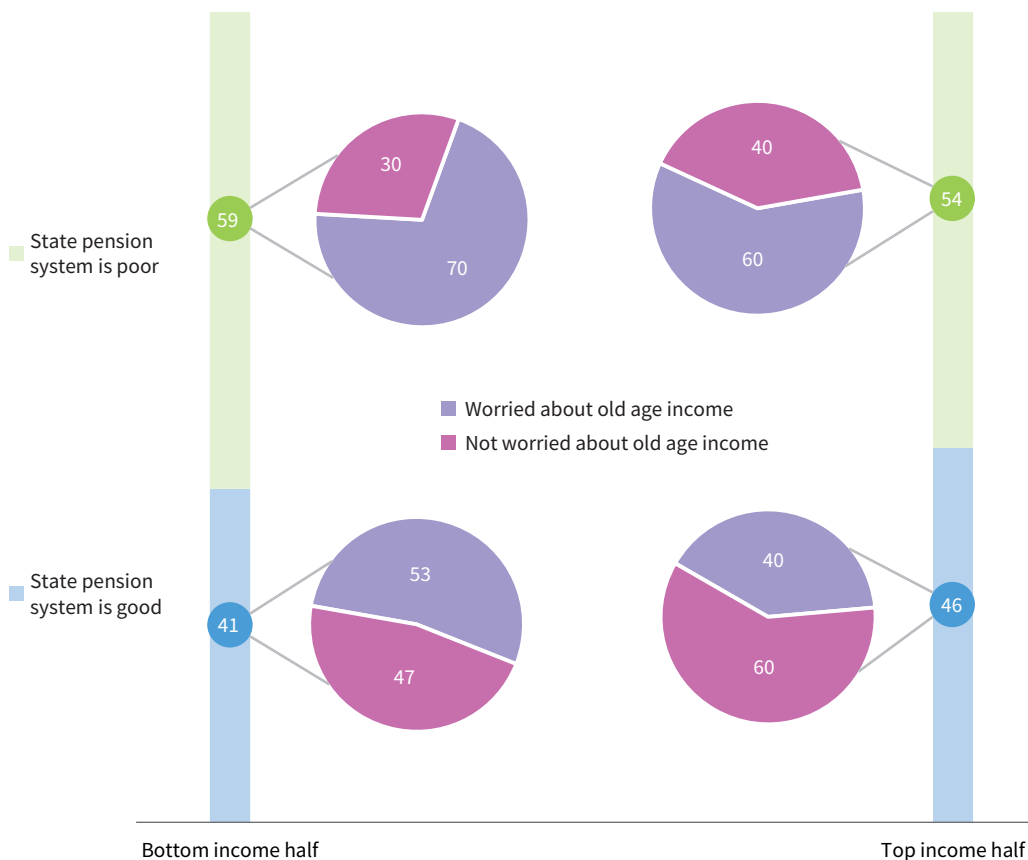 30
40
59
54
State pension
system is poor
70
60
Worried about old age income
Not worried about old age income
State pension
system is good
53
40
41
46
47
60
Bottom income half
Top income half